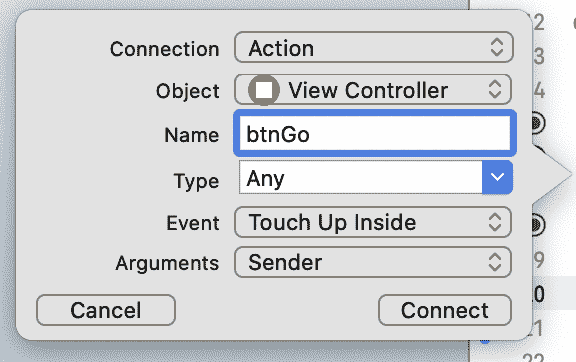 Connection Action
Object View Controller
Name btnGo
Type Any
Event Touch Up Inside
Arguments Sender
Cancel Connect